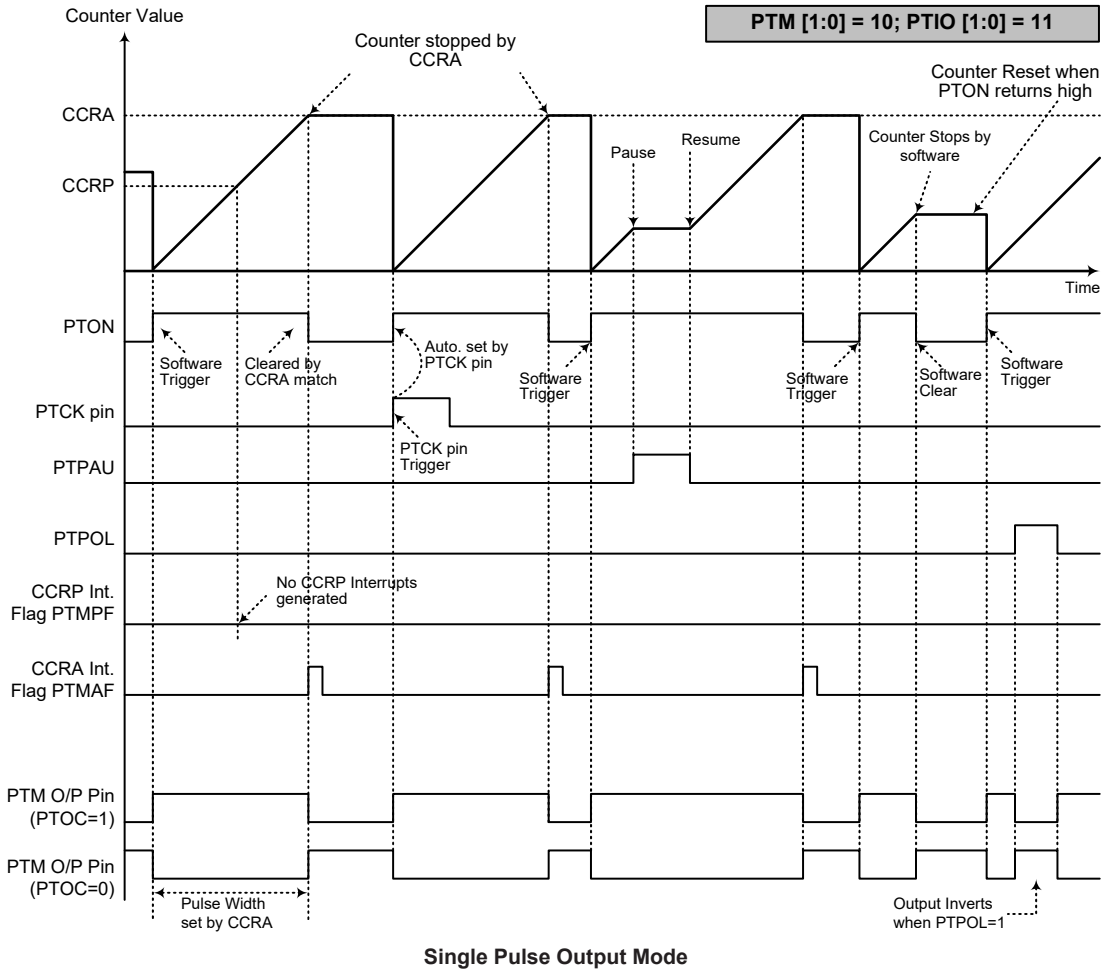 Counter Value
PTM [1:0] = 10; PTIO [1:0] = 11
Counter stopped by
CCRA
Counter Reset when
PTON returns high
CCRA
Pause
Resume
Counter Stops by
software
CCRP
Time
PTON
Software
Trigger
Cleared by
CCRA match
Auto. set by
PTCK pin
Software
Trigger
Software
Trigger
Software
Clear
Software
Trigger
PTCK pin
PTCK pin
Trigger
PTPAU
PTPOL
CCRP Int.
Flag PTMPF
No CCRP Interrupts
generated
CCRA Int.
Flag PTMAF
PTM O/P Pin
(PTOC=1)
PTM O/P Pin
(PTOC=0)
Pulse Width
set by CCRA
Output Inverts
when PTPOL=1
Single Pulse Output Mode